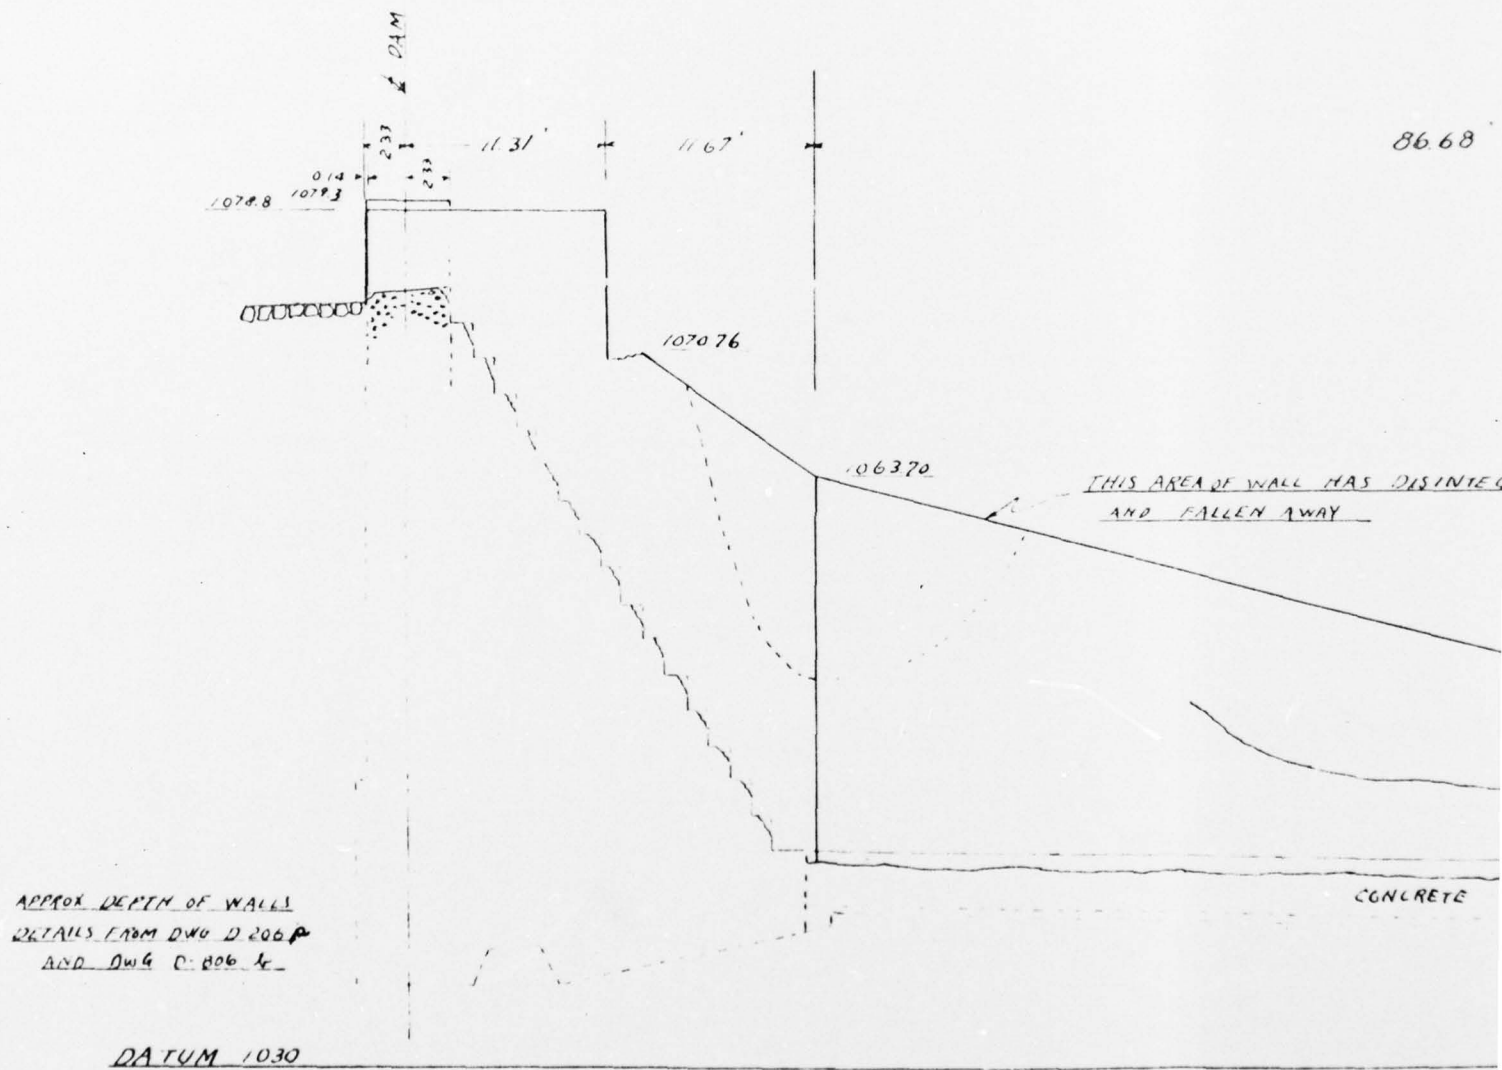 DAM
2.33
11.31'
11.67'
86.68'
0.14
2.33
1079.3
1078.8
1070.76
1063.70
THIS AREA OF WALL HAS DISINTEG
AND FALLEN AWAY
CONCRETE
APPROX DEPTH OF WALLS
DETAILS FROM DWG D 206
AND DWG D-806
DATUM 1030